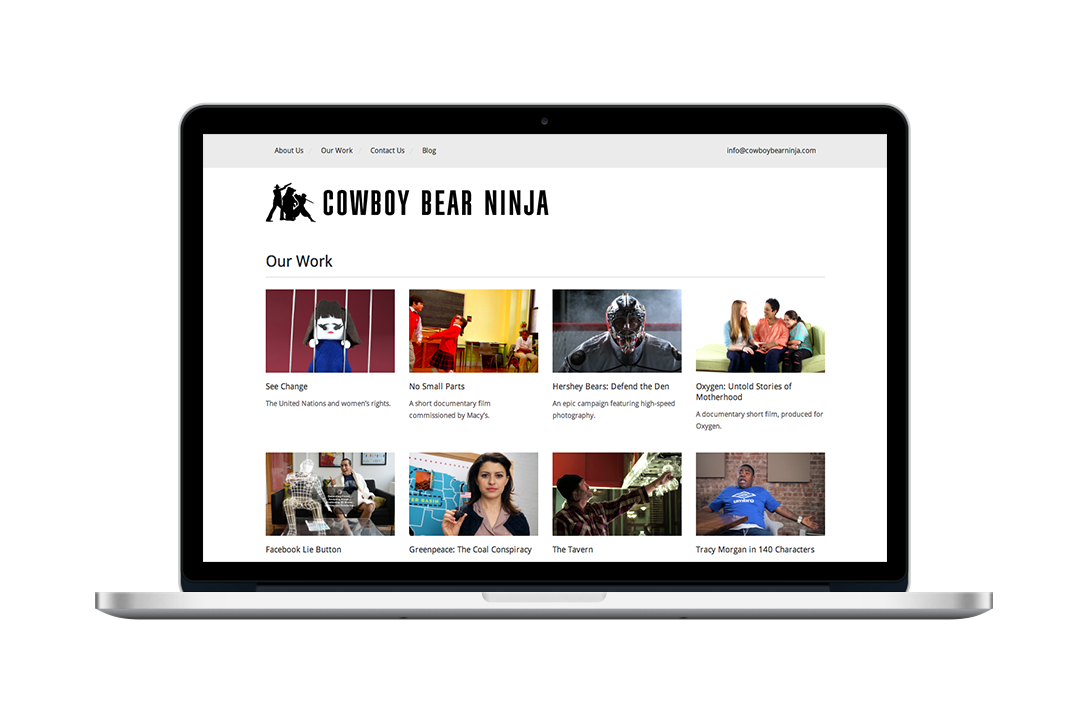 About Us / Our Work / Contact Us / Blog
info@cowboybearninja.com
COWBOY BEAR NINJA
Our Work
See Change
The United Nations and women's rights.
No Small Parts
A short documentary film
commissioned by Macy's.
Hershey Bears: Defend the Den
An epic campaign featuring high-speed
photography.
Oxygen: Untold Stories of
Motherhood
A documentary short film, produced for
Oxygen.
umbro
Facebook Lie Button
Greenpeace: The Coal Conspiracy
The Tavern
Tracy Morgan in 140 Characters